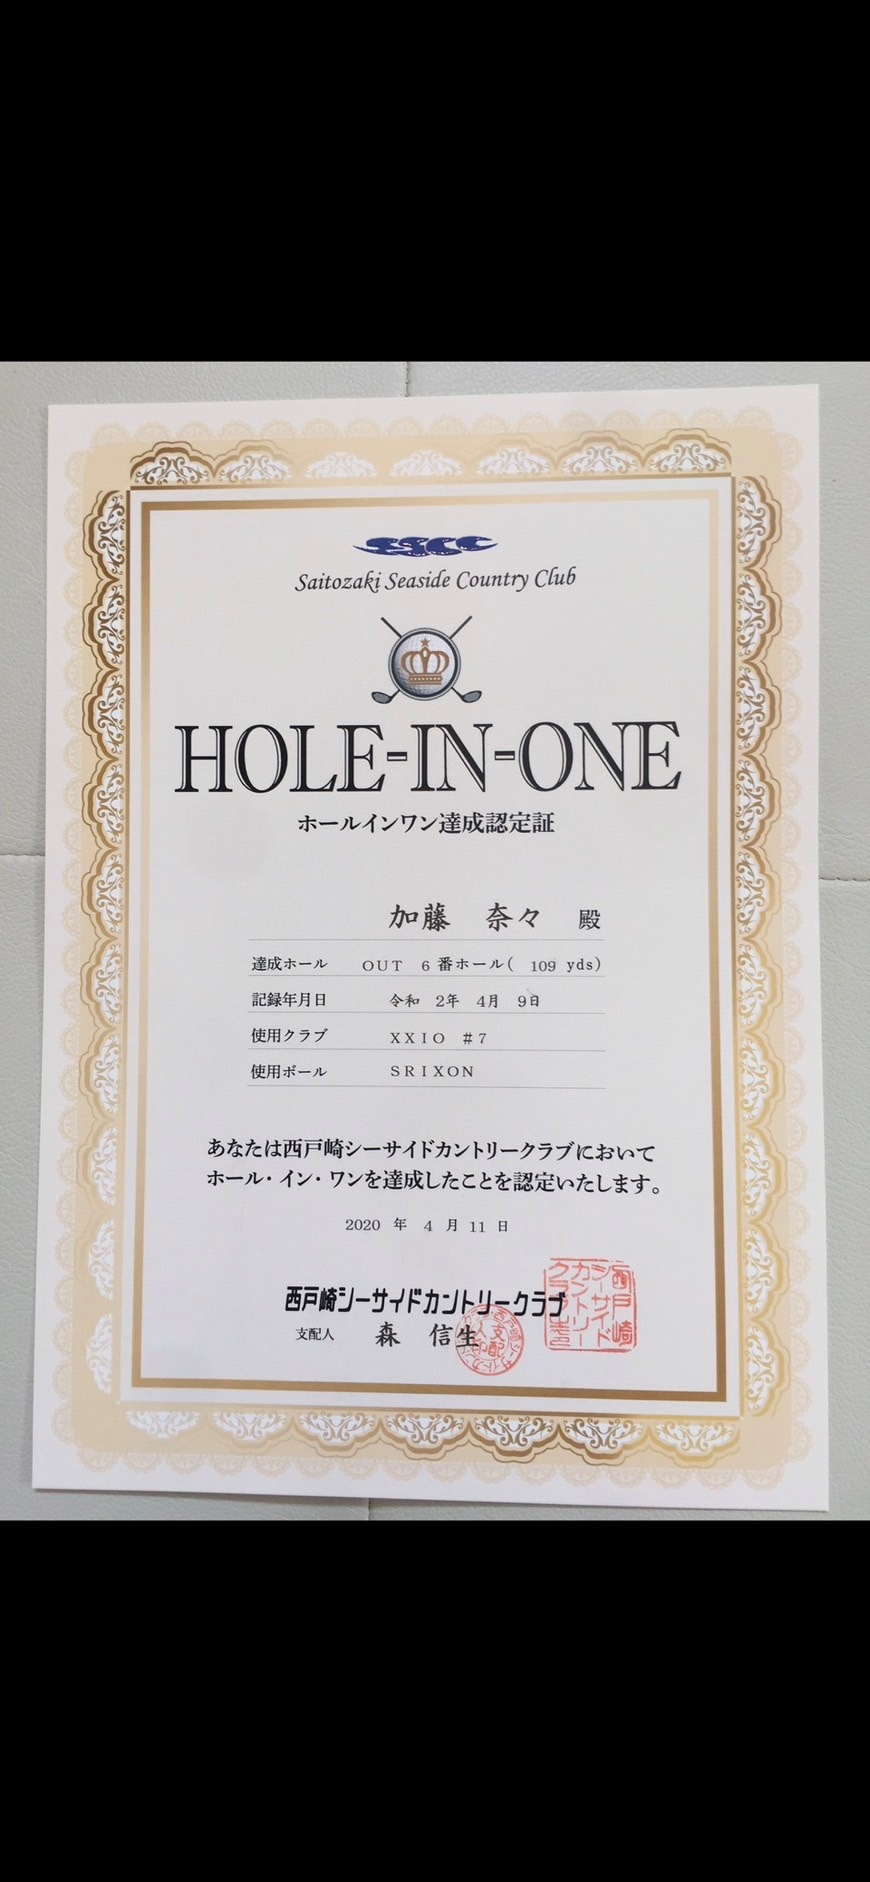 SSCC
Saitozaki Seaside Country Club
HOLE-IN-ONE
ホールインワン達成認定証
加藤 奈々 殿
達成ホール OUT 6番ホール( 109 yds)
記録年月日 令和 2年 4月 9日
使用クラブ XXIO #7
使用ボール SRIXON
あなたは西戸崎シーサイドカントリークラブにおいて
ホール・イン・ワンを達成したことを認定いたします。
2020 年 4 月 11 日
西戸崎シーサイドカントリークラブ
支配人 森 信生